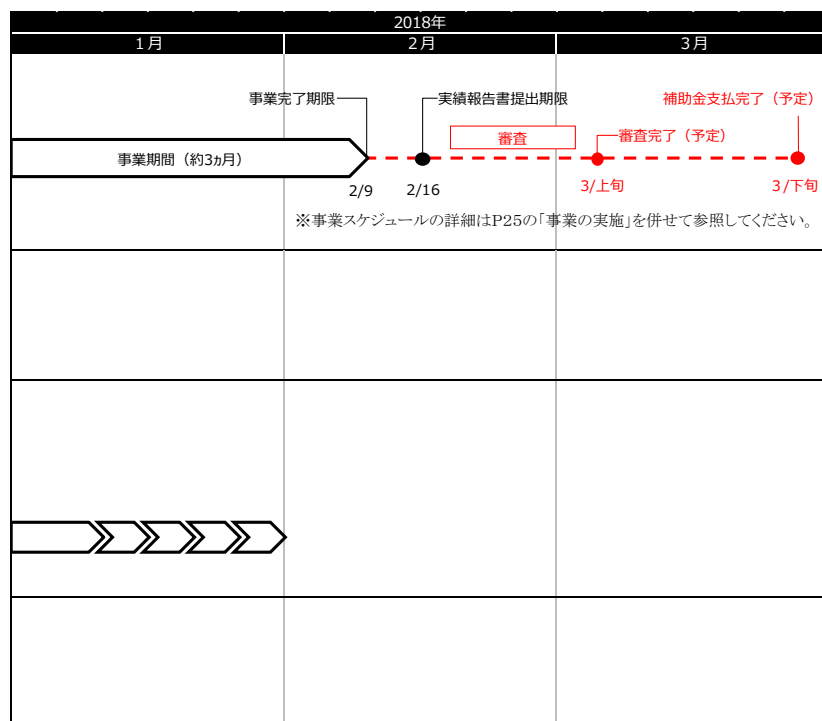 2018年
1月
2月
3月
事業完了期限
実績報告書提出期限
補助金支払完了（予定）
審査
審査完了（予定）
事業期間（約3ヵ月）
2/9
2/16
3/上旬
3/下旬
※事業スケジュールの詳細はP25の「事業の実施」を併せて参照してください。